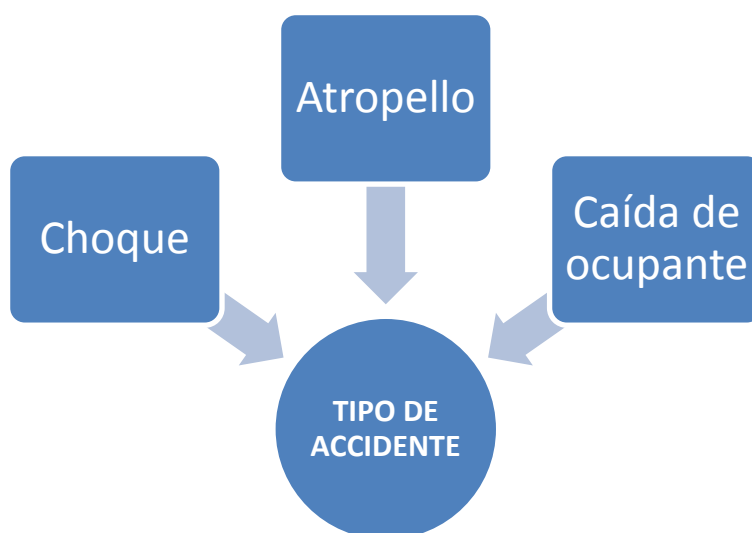 Atropello
Choque
Caída de
ocupante
TIPO DE
ACCIDENTE